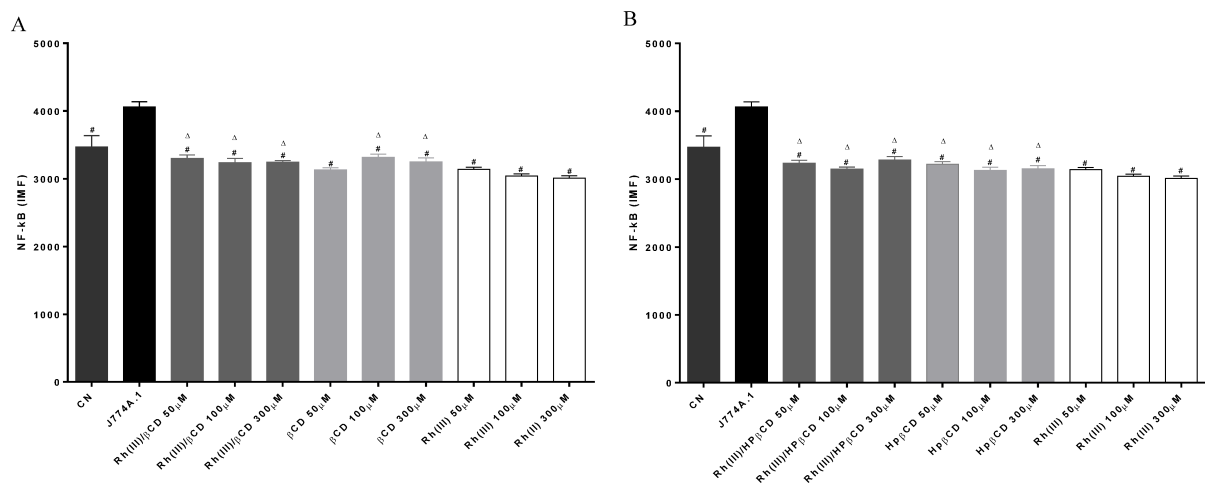 A
NF-kB (IMF)
5000
4000
3000
2000
1000
0
#
Δ
#
Δ
#
Δ
#
#
Δ
#
Δ
#
#
#
#
CN
J774A.1
Rh(III)/βCD 50μM
Rh(III)/βCD 100μM
Rh(III)/βCD 300μM
βCD 50μM
βCD 100μM
βCD 300μM
Rh(III) 50μM
Rh(III) 100μM
Rh(II) 300μM
B
NF-kB (IMF)
5000
4000
3000
2000
1000
0
#
Δ
#
Δ
#
Δ
#
Δ
#
Δ
#
Δ
#
#
#
#
CN
J774A.1
Rh(III)/HPβCD 50μM
Rh(III)/HPβCD 100μM
Rh(III)/HPβCD 300μM
HpβCD 50μM
HpβCD 100μM
HpβCD 300μM
Rh(III) 50μM
Rh(III) 100μM
Rh(III) 300μM